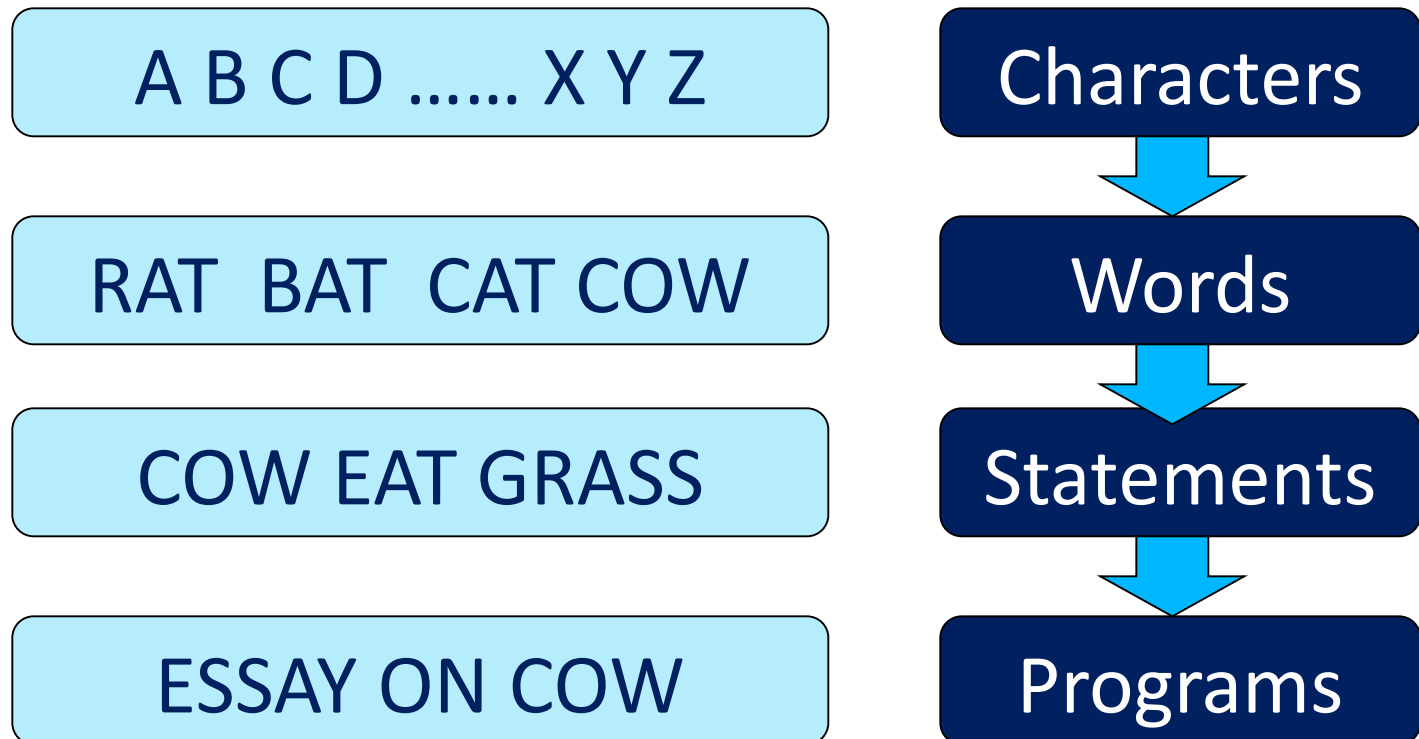 A B C D ...... X Y Z
Characters
RAT BAT CAT COW
Words
COW EAT GRASS
Statements
ESSAY ON COW
Programs